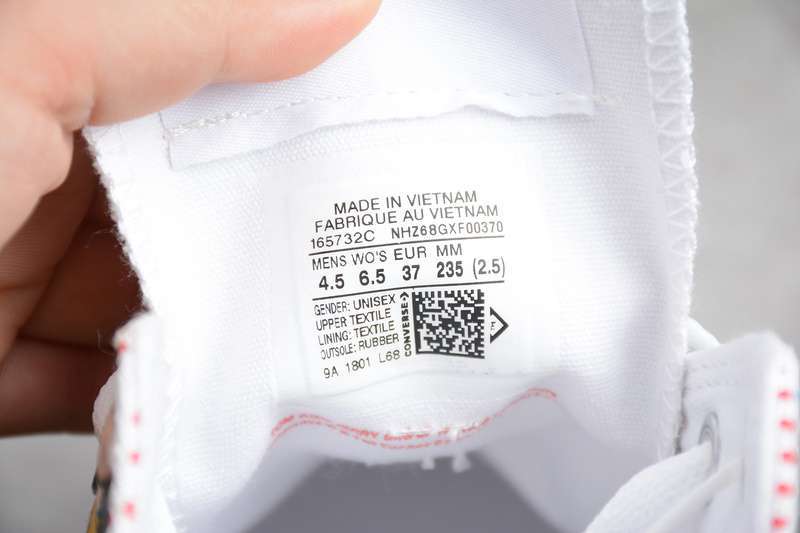 MADE IN VIETNAM
FABRIQUE AU VIETNAM
165732C NHZ68GXF00370
MENS WO'S EUR MM
4.5 6.5 37 235 (2.5)
GENDER: UNISEX
UPPER TEXTILE
LINING: TEXTILE
OUTSOLE: RUBBER
9A 1801 L68
CONVERSE
E